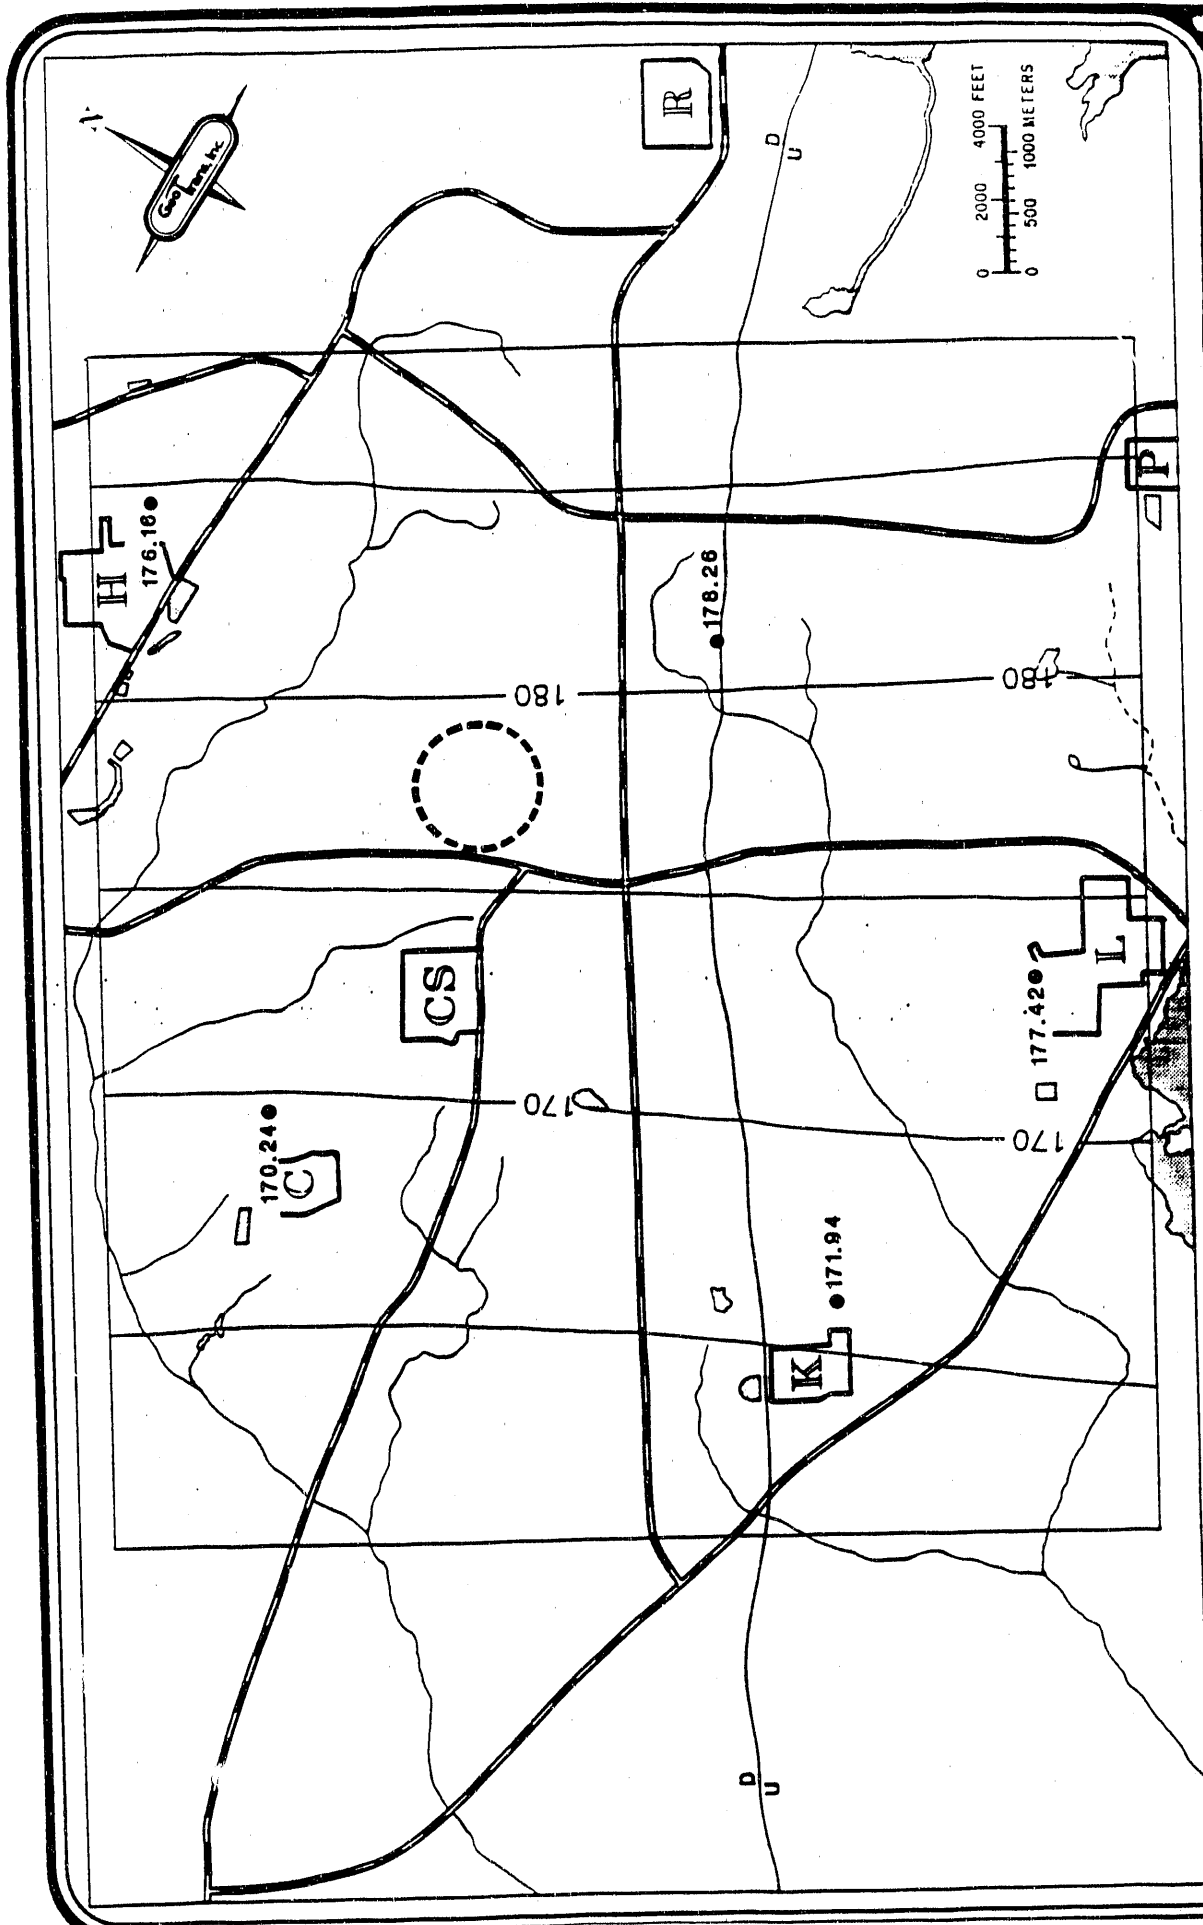 N
GeoTrans, Inc.
R
D
U
0 2000 4000 FEET
0 500 1000 METERS
H
176.16
P
178.26
180
180
CS
L
177.42
170
170
170.24
C
171.94
K
D
U